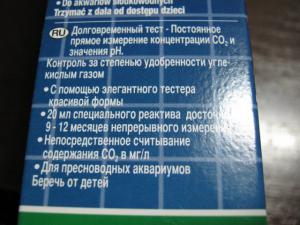 • Do akwariów słodkowodnych
Trzymać z dala od dostępu dzieci
RU Долговременный тест - Постоянное
прямое измерение концентрации CO₂ и
значения pH.
Контроль за степенью удобренности угле-
кислым газом
• С помощью элегантного тестера
красивой формы
• 20 мл специального реактива
9 - 12 месяцев непрерывного
• Непосредственное считывание
содержания CO₂ в мг/л
• Для пресноводных аквариумов
Беречь от детей